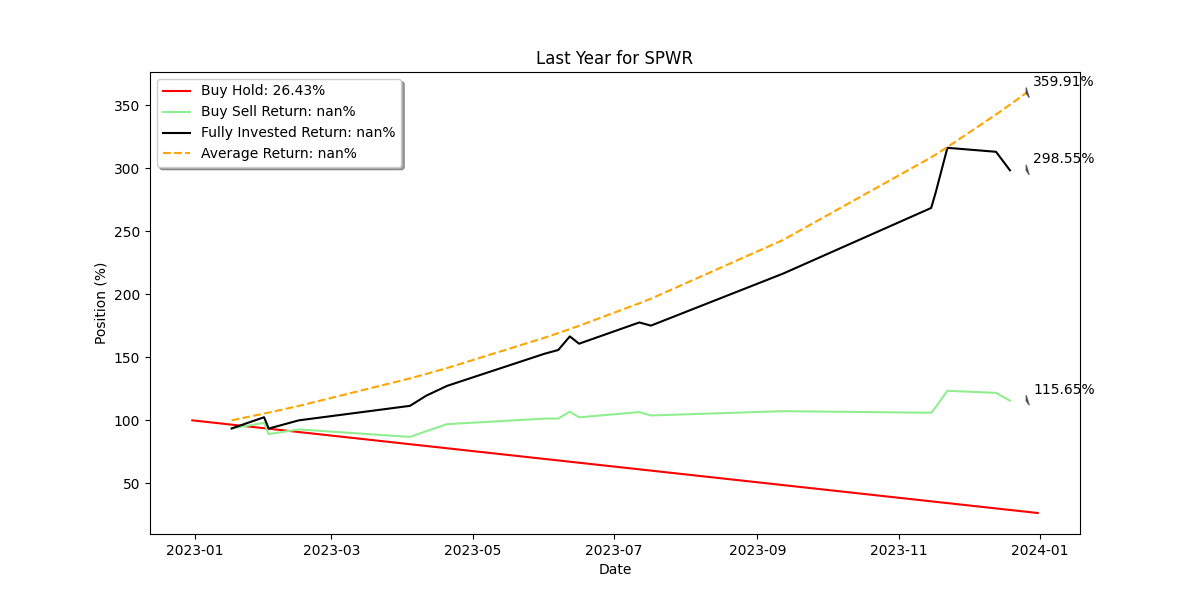 Last Year for SPWR
Buy Hold: 26.43%
Buy Sell Return: nan%
Fully Invested Return: nan%
Average Return: nan%
359.91%
298.55%
115.65%
Position (%)
350
300
250
200
150
100
50
2023-01
2023-03
2023-05
2023-07
2023-09
2023-11
2024-01
Date